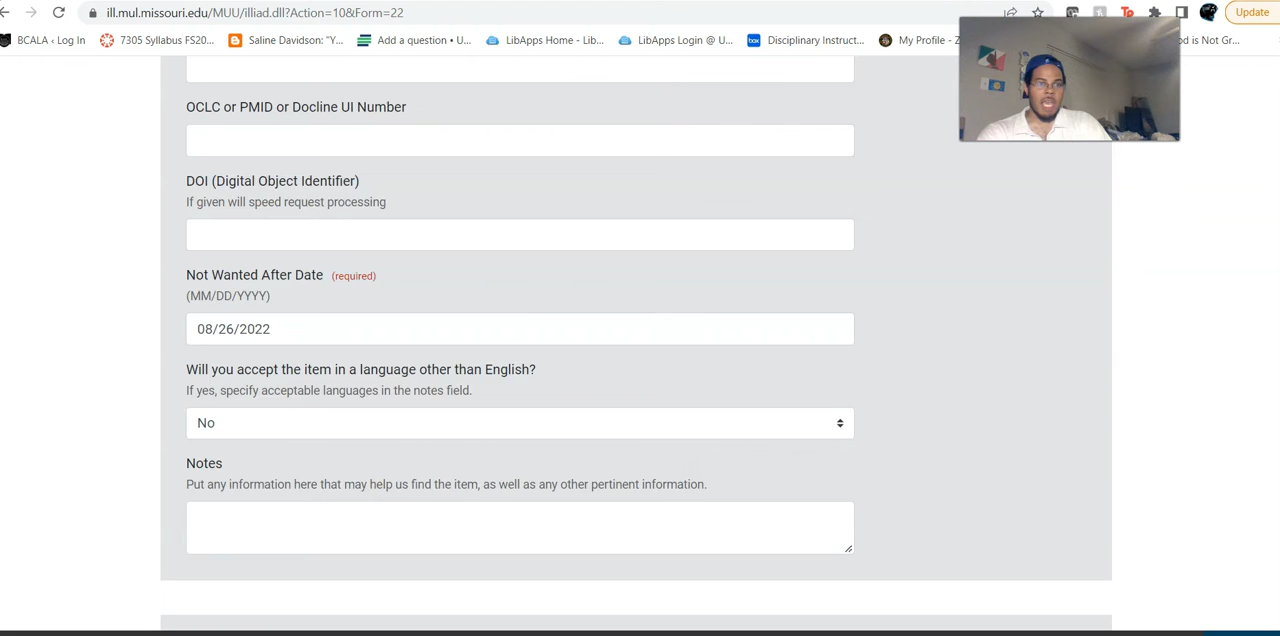 ill.mul.missouri.edu/MUU/illiad.dll?Action=10&Form=22
Update
BCALA ‹ Log In
7305 Syllabus FS20...
Saline Davidson: "Y...
Add a question • U...
LibApps Home - Lib...
LibApps Login @ U...
Disciplinary Instruct...
My Profile - Z
od is Not Gr...
OCLC or PMID or Docline UI Number
DOI (Digital Object Identifier)
If given will speed request processing
Not Wanted After Date (required)
(MM/DD/YYYY)
08/26/2022
Will you accept the item in a language other than English?
If yes, specify acceptable languages in the notes field.
No
Notes
Put any information here that may help us find the item, as well as any other pertinent information.